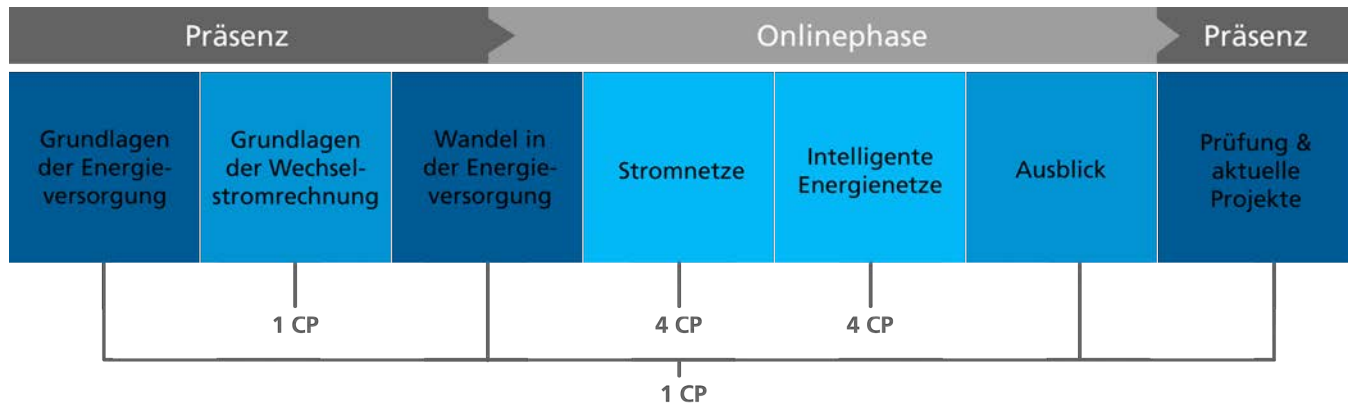 Präsenz
Onlinephase
Präsenz
Grundlagen
der Energie-
versorgung
Grundlagen
der Wechsel-
stromrechnung
Wandel in
der Energie-
versorgung
Stromnetze
Intelligente
Energienetze
Ausblick
Prüfung &
aktuelle
Projekte
1 CP
4 CP
4 CP
1 CP